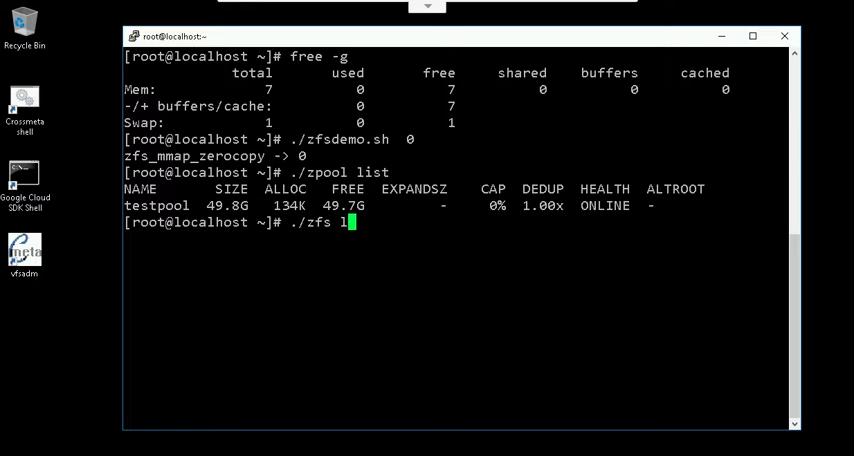 Recycle Bin
Crossmeta
shell
Google Cloud
SDK Shell
meta
vfsadm
root@localhost:~
[root@localhost ~]# free -g
total used free shared buffers cached
Mem: 7 0 7 0 0 0
-/+ buffers/cache: 0 7
Swap: 1 0 1
[root@localhost ~]# ./zfsdemo.sh 0
zfs_mmap_zerocopy -> 0
[root@localhost ~]# ./zpool list
NAME SIZE ALLOC FREE EXPANDSZ CAP DEDUP HEALTH ALTROOT
testpool 49.8G 134K 49.7G - 0% 1.00x ONLINE -
[root@localhost ~]# ./zfs l